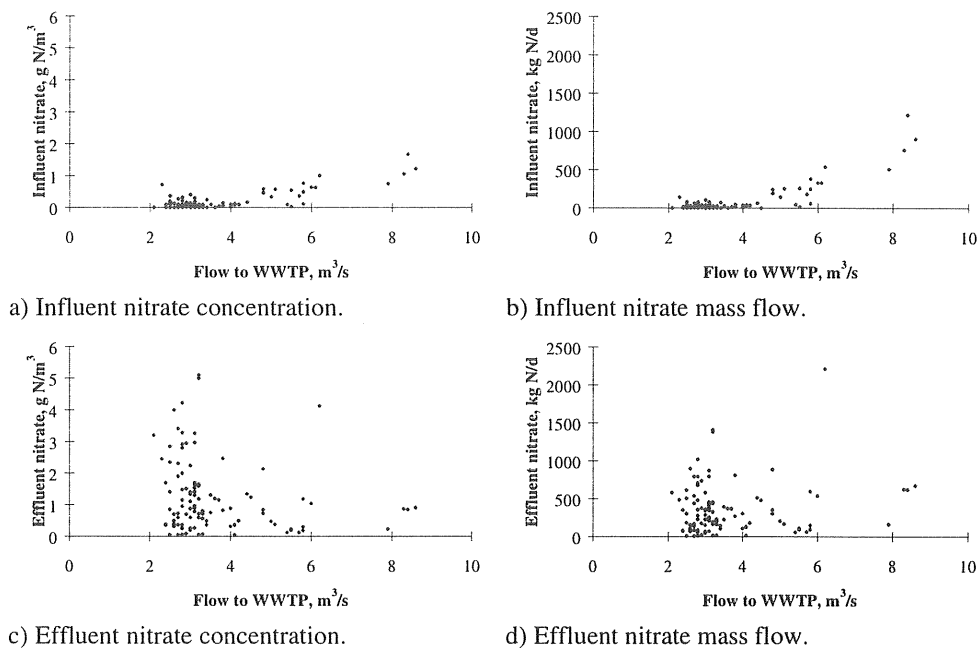 Influent nitrate, g N/m³
6
5
4
3
2
1
0
0 2 4 6 8 10
Flow to WWTP, m³/s
a) Influent nitrate concentration.
Influent nitrate, kg N/d
2500
2000
1500
1000
500
0
0 2 4 6 8 10
Flow to WWTP, m³/s
b) Influent nitrate mass flow.
Effluent nitrate, g N/m³
6
5
4
3
2
1
0
0 2 4 6 8 10
Flow to WWTP, m³/s
c) Effluent nitrate concentration.
Effluent nitrate, kg N/d
2500
2000
1500
1000
500
0
0 2 4 6 8 10
Flow to WWTP, m³/s
d) Effluent nitrate mass flow.